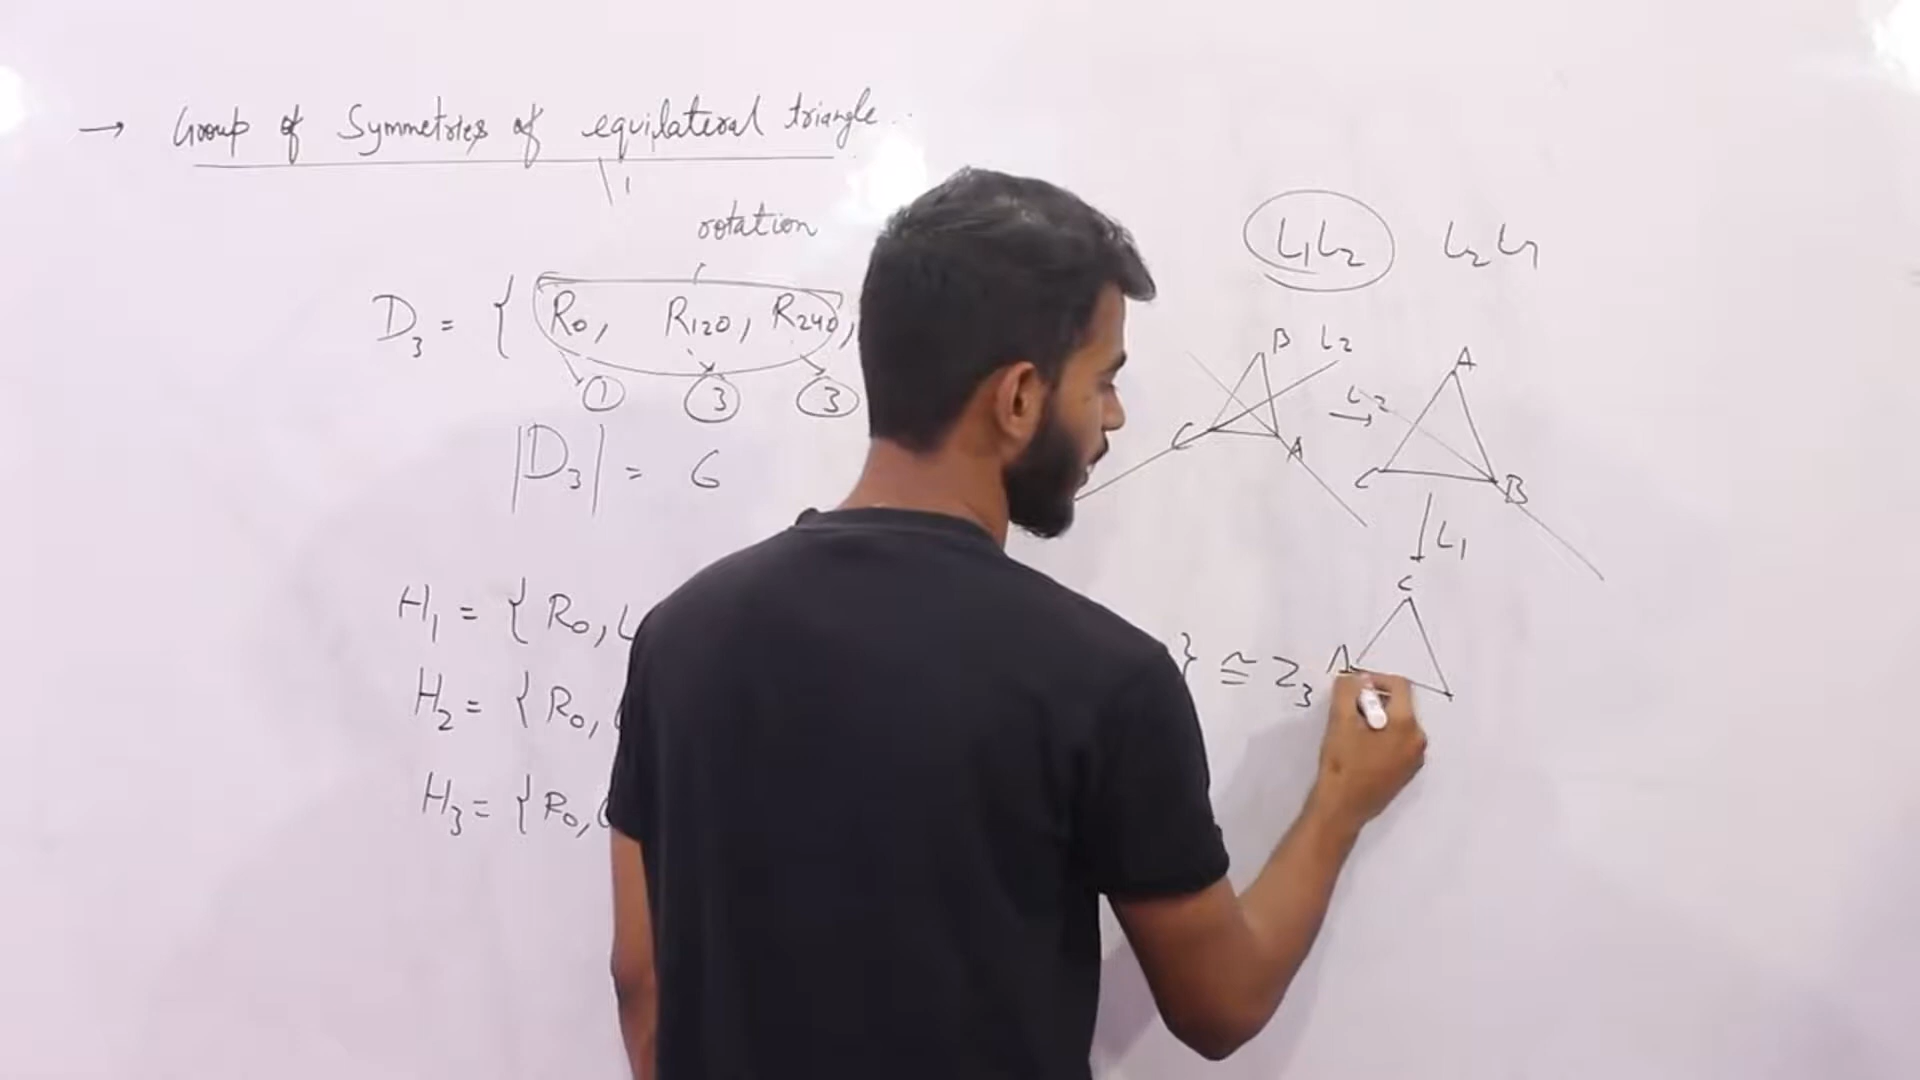 → Group of Symmetries of equilateral triangle
rotation
D₃ = { R₀, R₁₂₀, R₂₄₀,
① ③ ③
|D₃| = 6
H₁ = { R₀, L
H₂ = { R₀,
H₃ = { R₀,
} ≅ Z₃
L₁L₂ L₂L₁
B L₂
C A
L₂ →
A
C B
↓ L₁
C
A